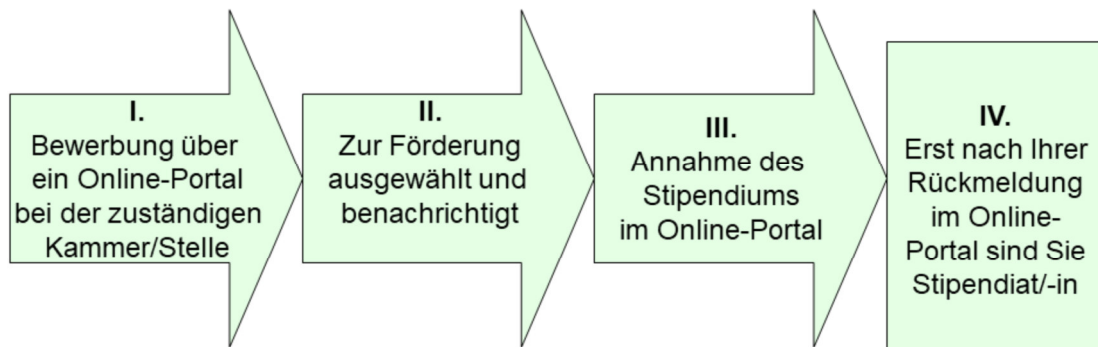 I.
Bewerbung über
ein Online-Portal
bei der zuständigen
Kammer/Stelle
II.
Zur Förderung
ausgewählt und
benachrichtigt
III.
Annahme des
Stipendiums
im Online-Portal
IV.
Erst nach Ihrer
Rückmeldung
im Online-
Portal sind Sie
Stipendiat/-in